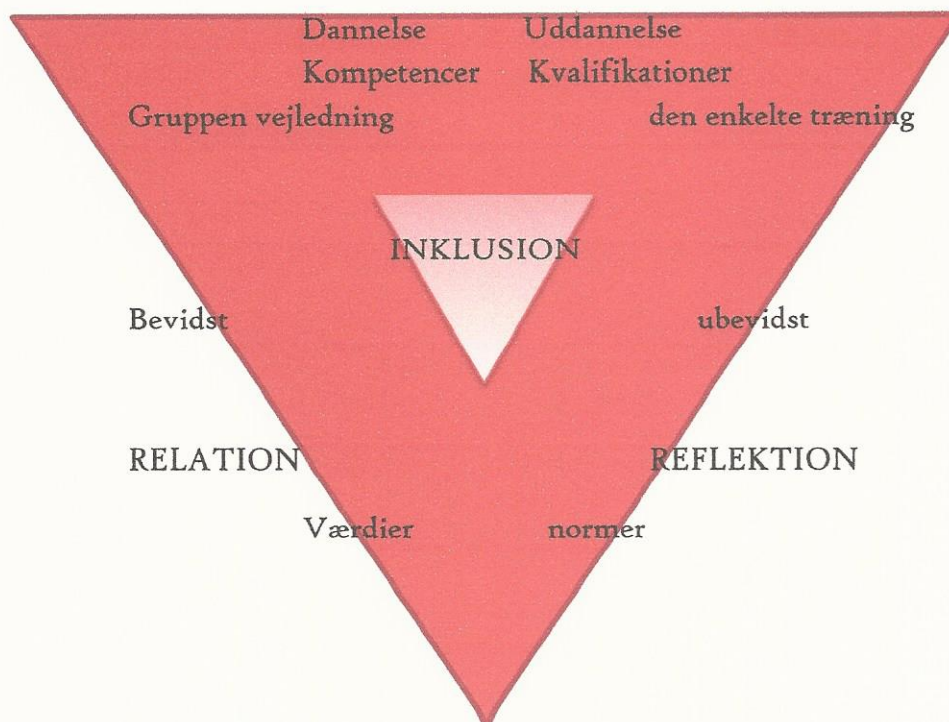 Dannelse Uddannelse
Kompetencer Kvalifikationer
Gruppen vejledning den enkelte træning
INKLUSION
Bevidst ubevidst
RELATION REFLEKTION
Værdier normer